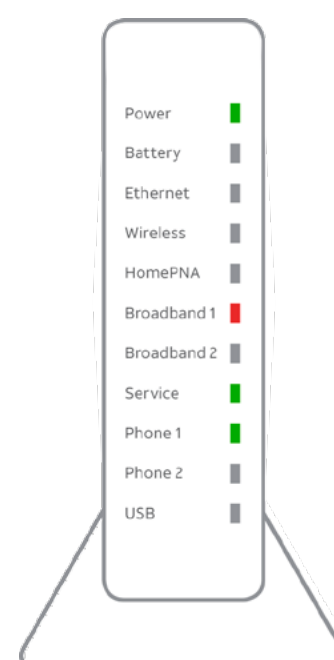 Power
Battery
Ethernet
Wireless
HomePNA
Broadband 1
Broadband 2
Service
Phone 1
Phone 2
USB